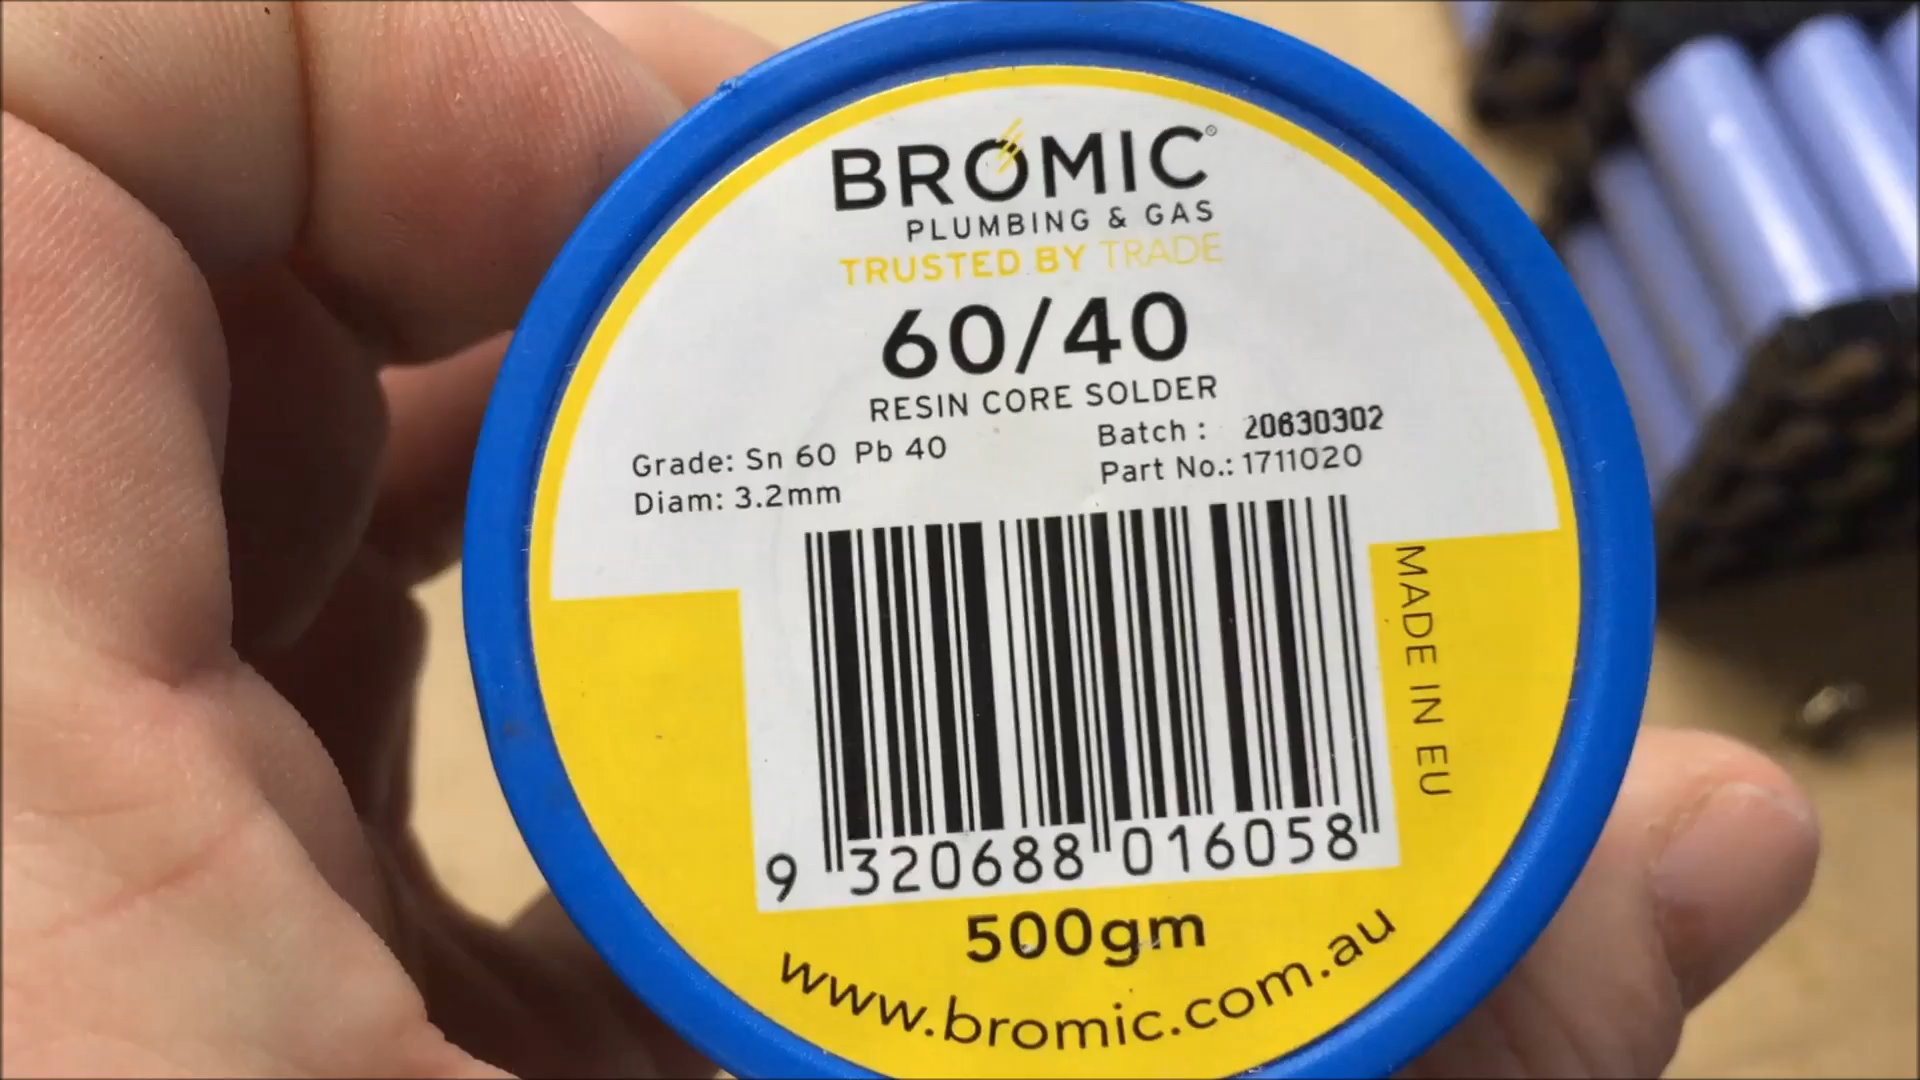 BROMIC®
PLUMBING & GAS
TRUSTED BY TRADE
60/40
RESIN CORE SOLDER
Grade: Sn 60 Pb 40
Diam: 3.2mm
Batch : 20630302
Part No.: 1711020
MADE IN EU
9 320688 016058
500gm
www.bromic.com.au